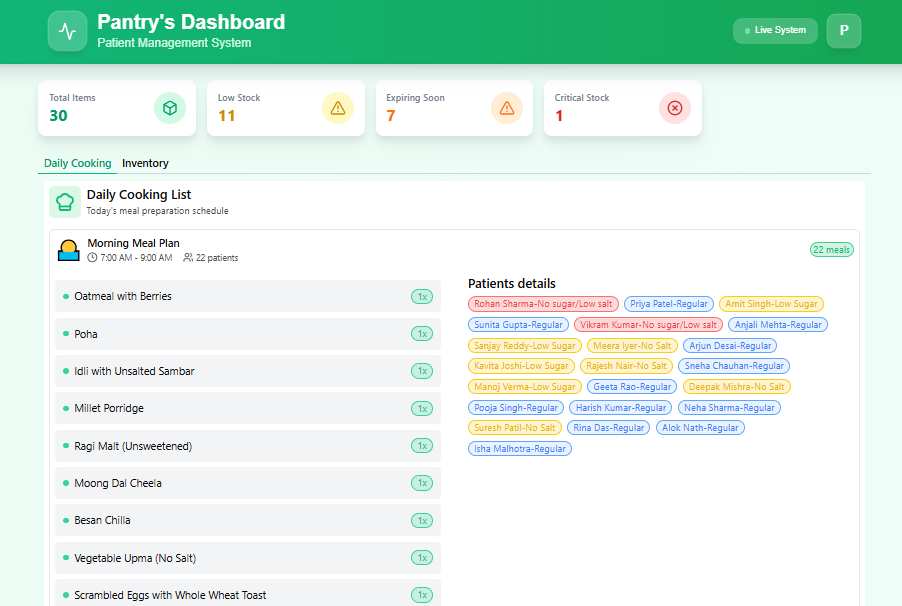 Pantry's Dashboard
Patient Management System
Live System
P
Total Items
30
Low Stock
11
Expiring Soon
7
Critical Stock
1
Daily Cooking Inventory
Daily Cooking List
Today's meal preparation schedule
Morning Meal Plan
7:00 AM - 9:00 AM 22 patients
22 meals
Oatmeal with Berries 1x
Poha 1x
Idli with Unsalted Sambar 1x
Millet Porridge 1x
Ragi Malt (Unsweetened) 1x
Moong Dal Cheela 1x
Besan Chilla 1x
Vegetable Upma (No Salt) 1x
Scrambled Eggs with Whole Wheat Toast 1x
Patients details
Rohan Sharma-No sugar/Low salt Priya Patel-Regular Amit Singh-Low Sugar
Sunita Gupta-Regular Vikram Kumar-No sugar/Low salt Anjali Mehta-Regular
Sanjay Reddy-Low Sugar Meera Iyer-No Salt Arjun Desai-Regular
Kavita Joshi-Low Sugar Rajesh Nair-No Salt Sneha Chauhan-Regular
Manoj Verma-Low Sugar Geeta Rao-Regular Deepak Mishra-No Salt
Pooja Singh-Regular Harish Kumar-Regular Neha Sharma-Regular
Suresh Patil-No Salt Rina Das-Regular Alok Nath-Regular
Isha Malhotra-Regular